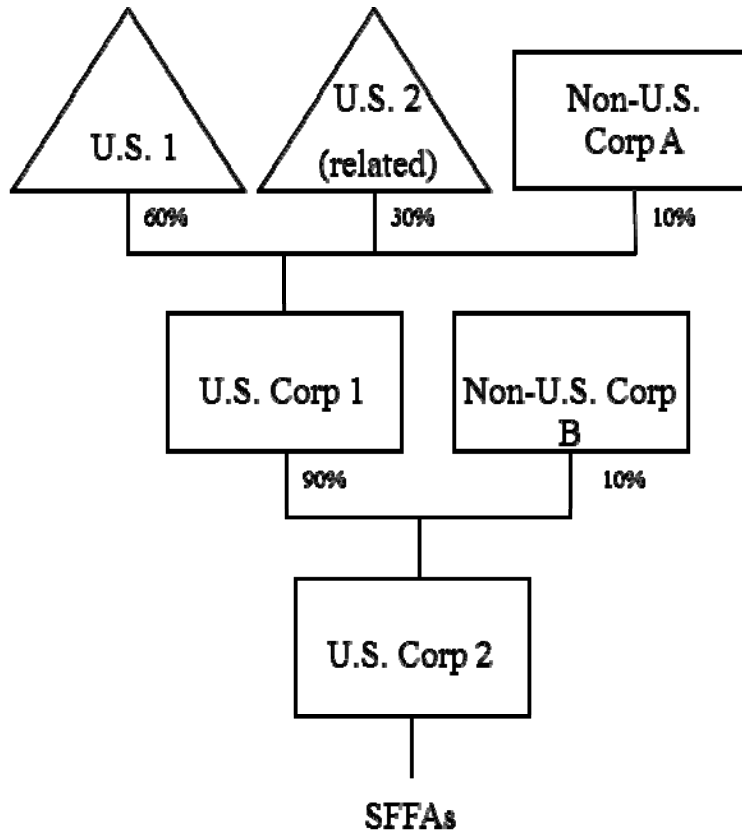 U.S. 1
U.S. 2
(related)
Non-U.S.
Corp A
60%
30%
10%
U.S. Corp 1
Non-U.S. Corp
B
90%
10%
U.S. Corp 2
SFFAs